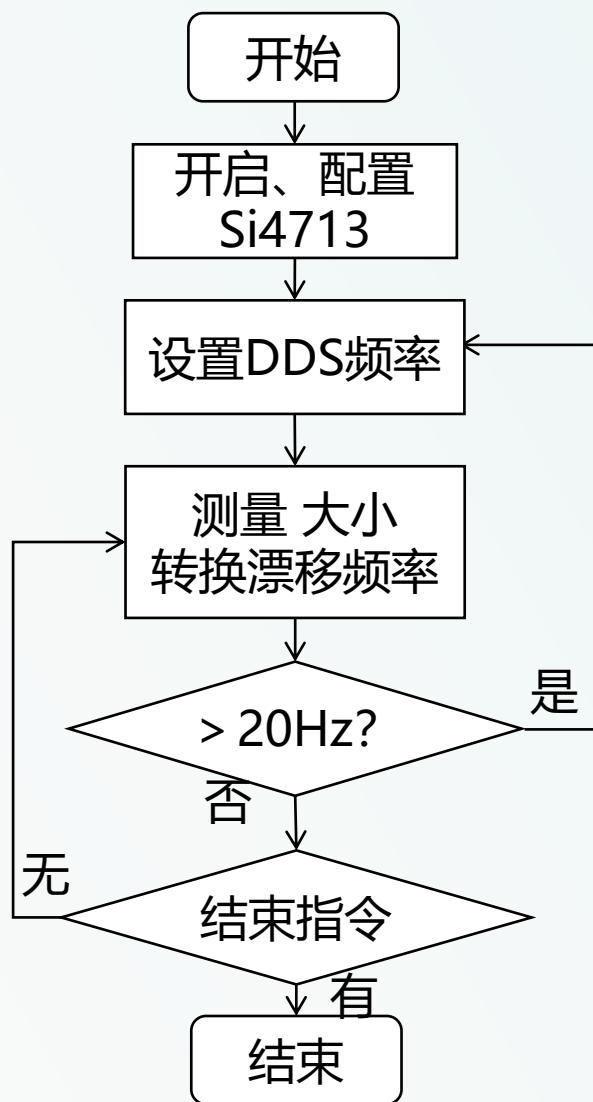 开始
开启、配置
Si4713
设置DDS频率
测量 大小
转换漂移频率
＞20Hz?
是
否
无
结束指令
有
结束